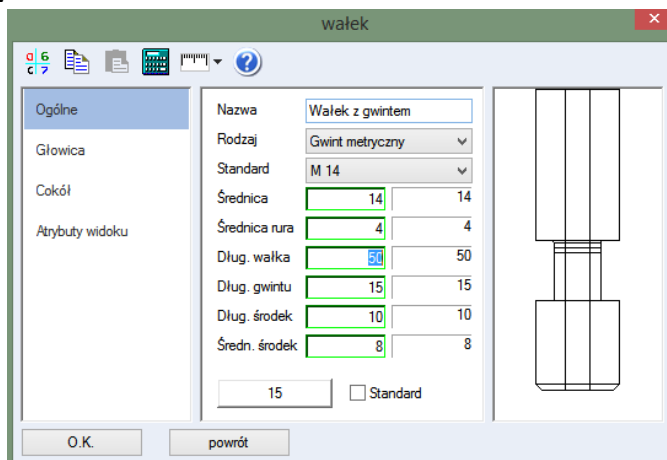 wałek
Ogólne
Głowica
Cokół
Atrybuty widoku
Nazwa Wałek z gwintem
Rodzaj Gwint metryczny
Standard M 14
Średnica 14 14
Średnica rura 4 4
Dług. wałka 50 50
Dług. gwintu 15 15
Dług. środek 10 10
Średn. środek 8 8
15 Standard
O.K. powrót